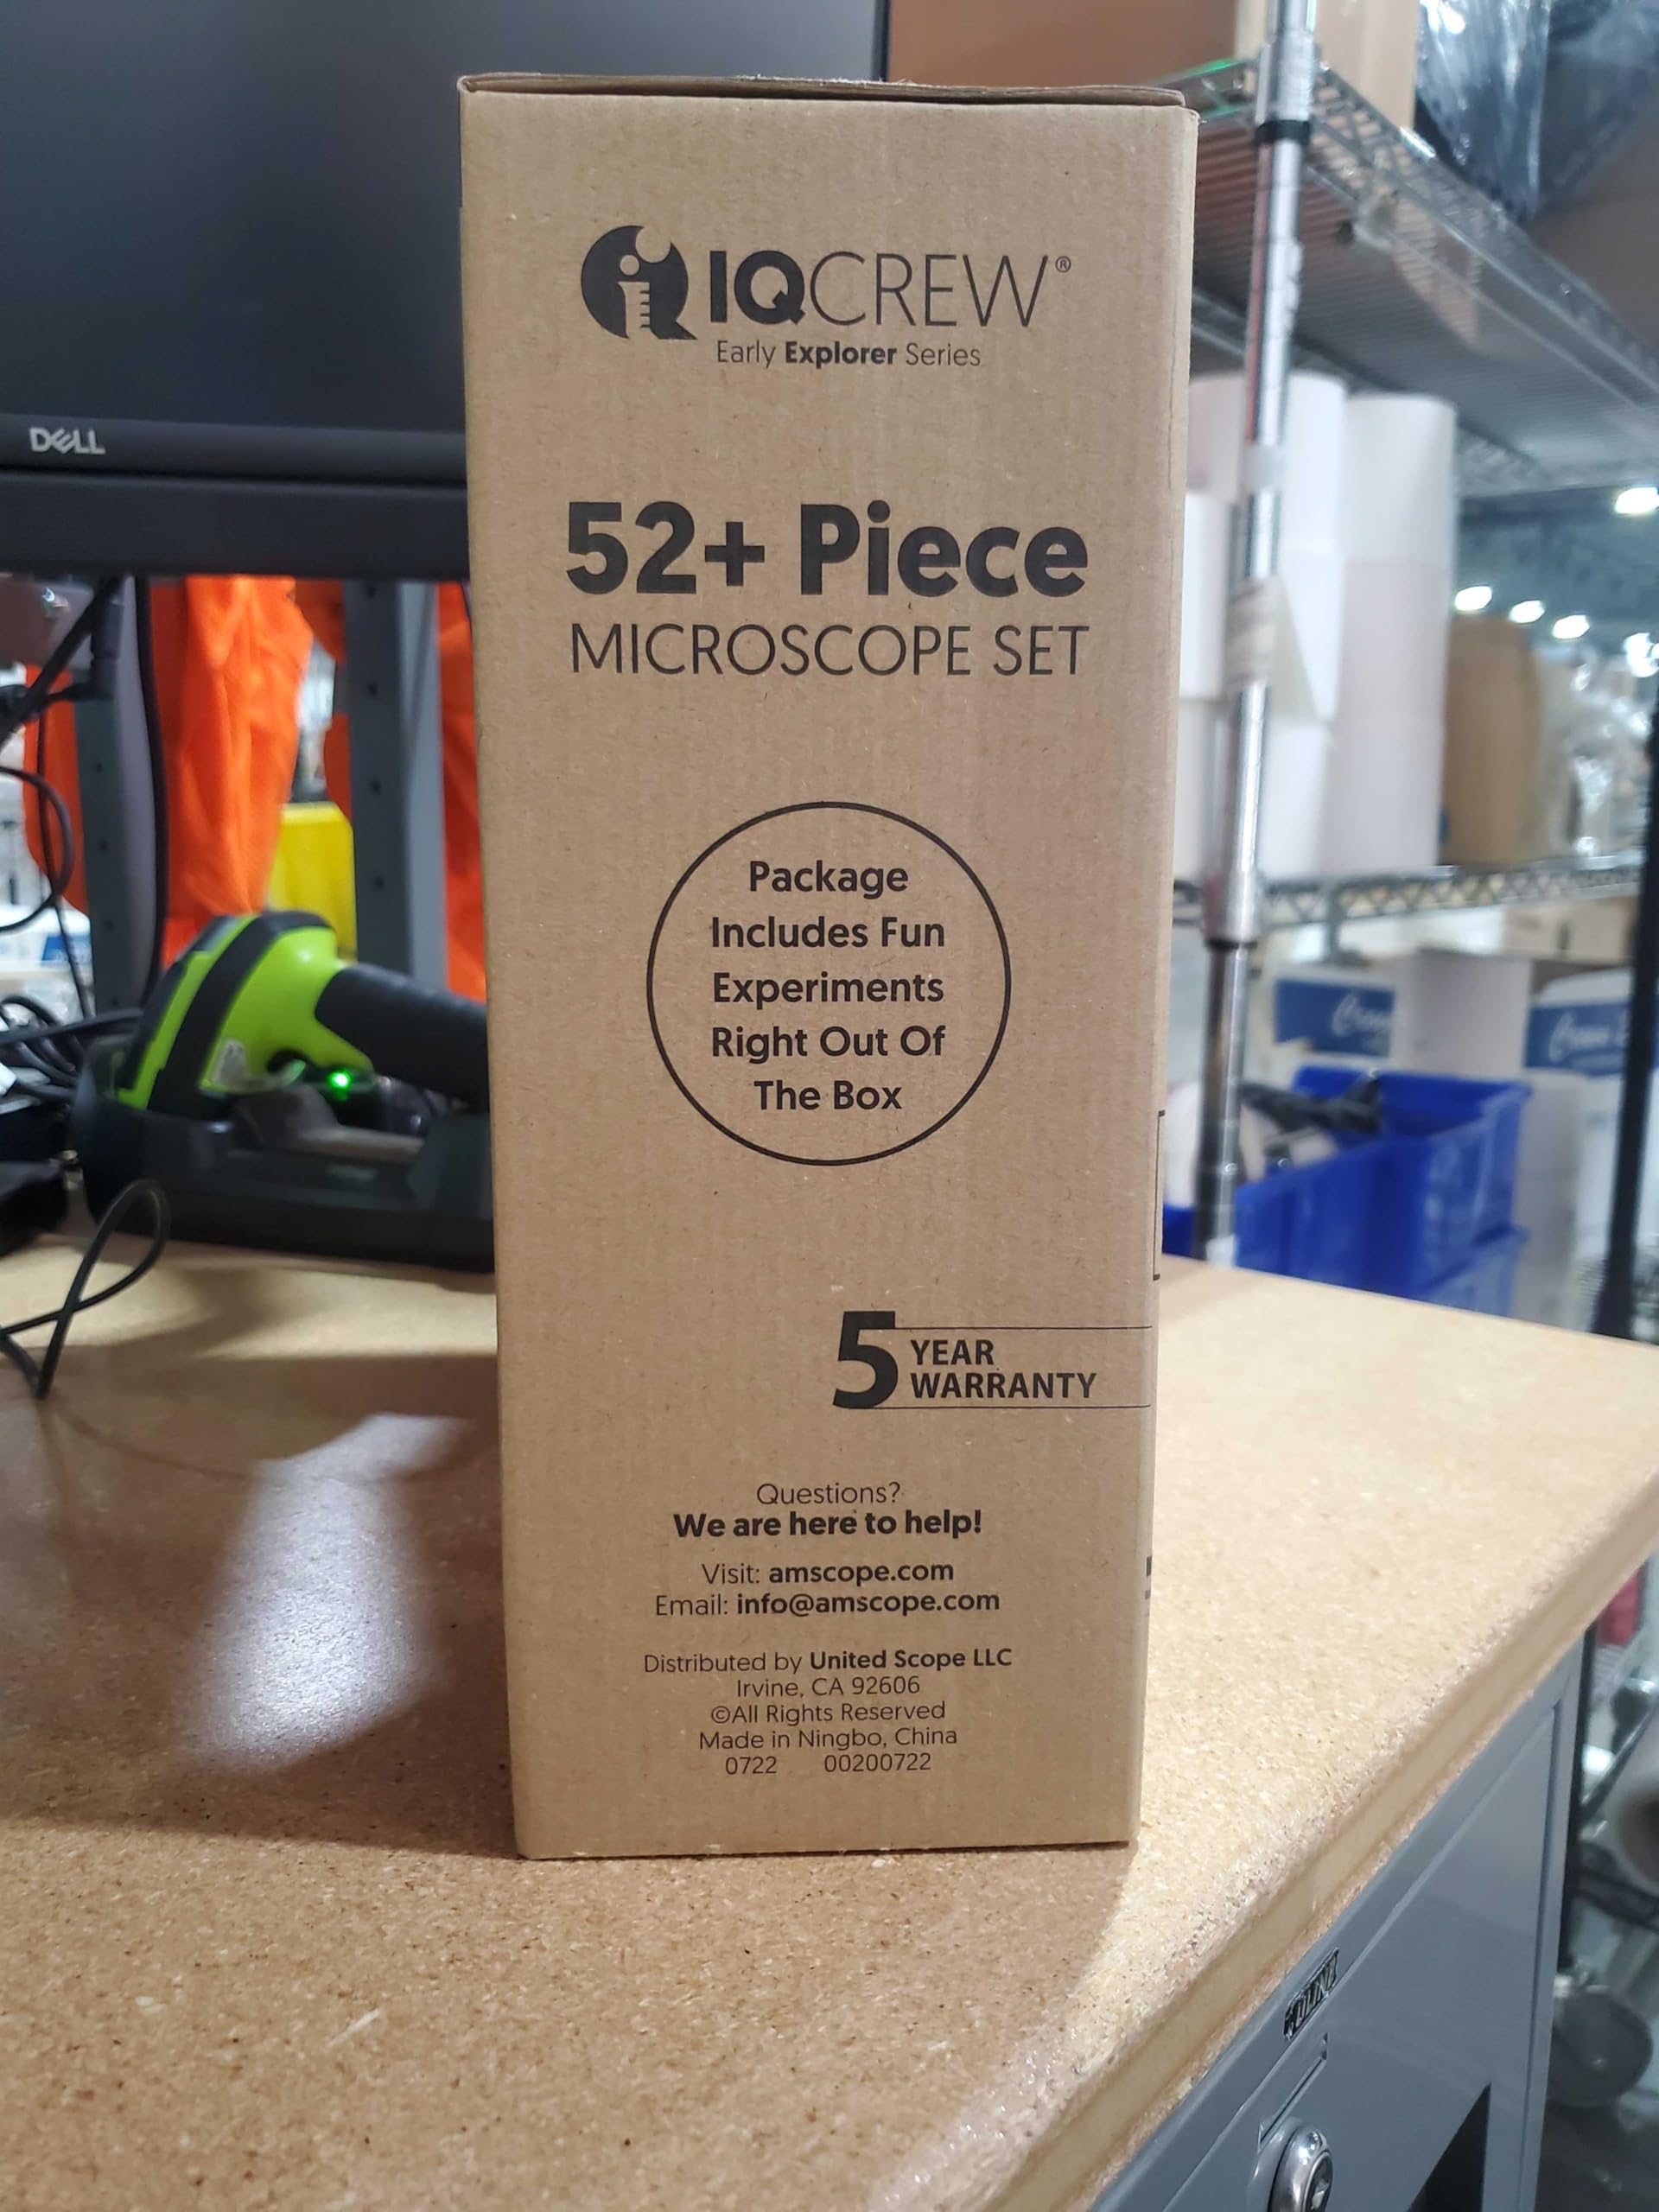 IQCREW®
Early Explorer Series
DELL
52+ Piece
MICROSCOPE SET
Package
Includes Fun
Experiments
Right Out Of
The Box
5 YEAR
WARRANTY
Questions?
We are here to help!
Visit: amscope.com
Email: info@amscope.com
Distributed by United Scope LLC
Irvine, CA 92606
©All Rights Reserved
Made in Ningbo, China
0722 00200722